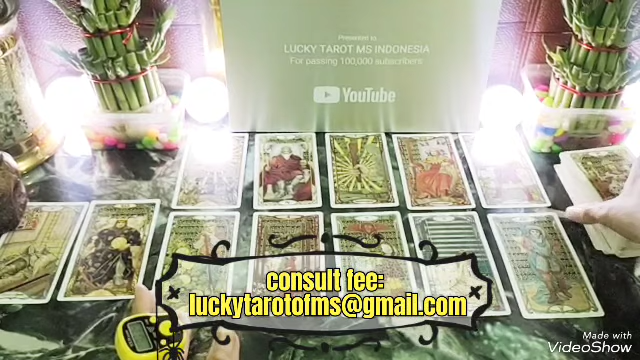 Presented to
LUCKY TAROT MS INDONESIA
For passing 100,000 subscribers
YouTube
consult fee:
luckytarotofms@gmail.com
Made with
VideoShow